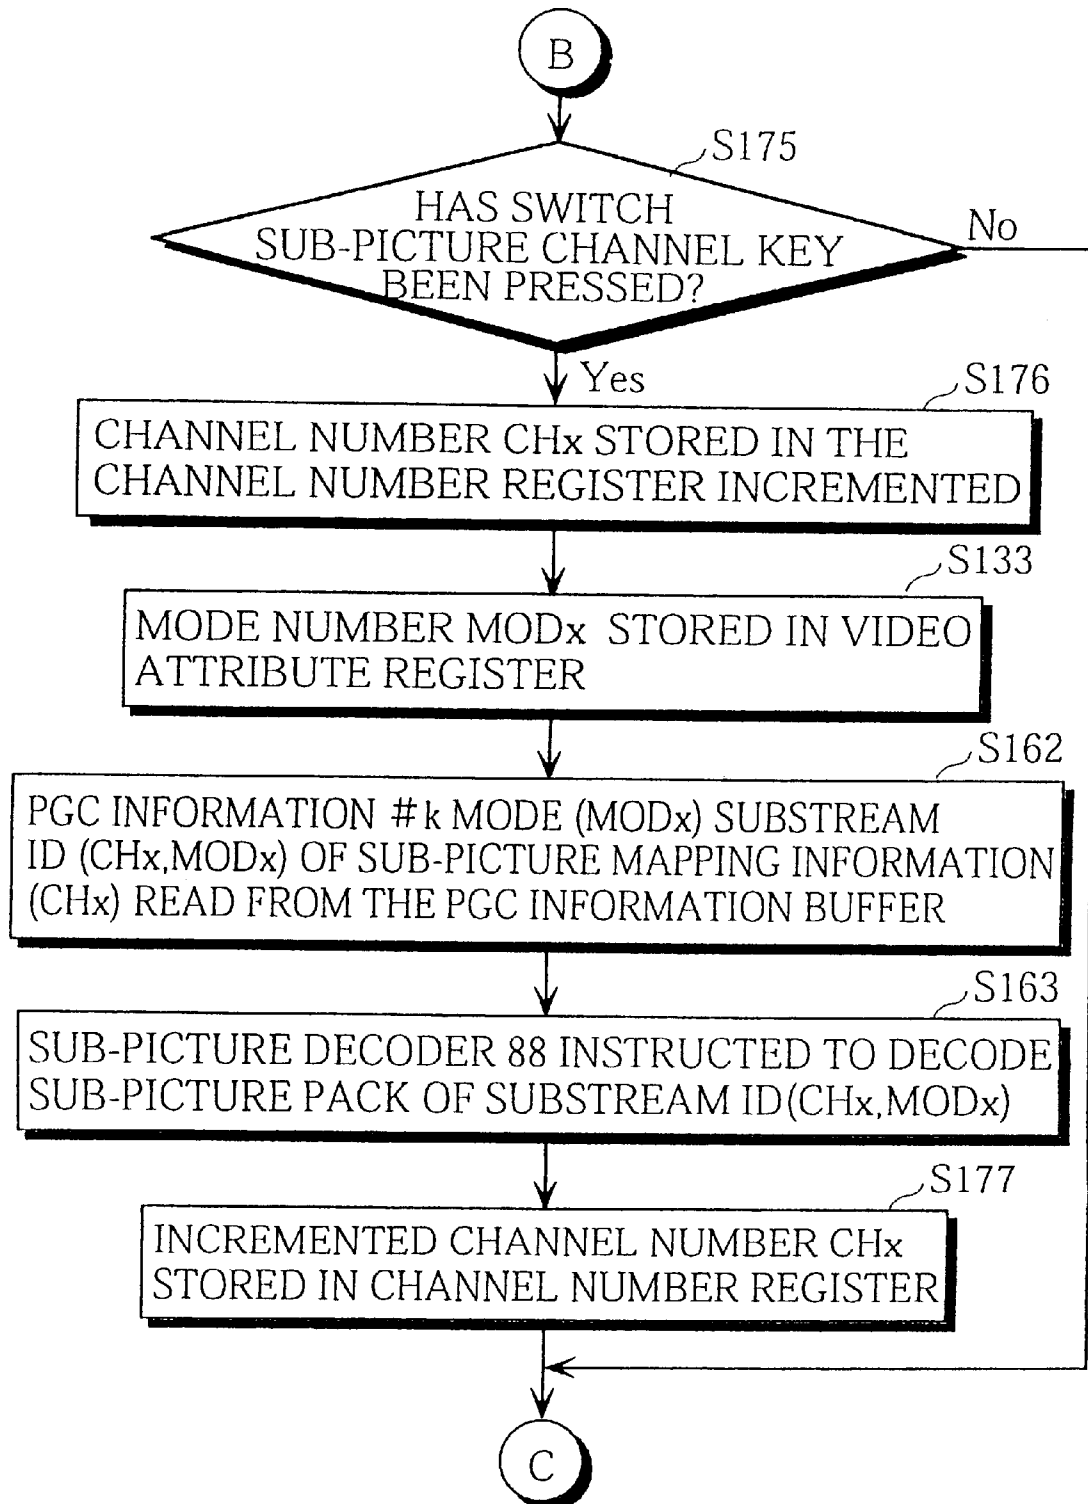 B
S175
HAS SWITCH
SUB-PICTURE CHANNEL KEY
BEEN PRESSED?
No
Yes
S176
CHANNEL NUMBER CHx STORED IN THE
CHANNEL NUMBER REGISTER INCREMENTED
S133
MODE NUMBER MODx STORED IN VIDEO
ATTRIBUTE REGISTER
S162
PGC INFORMATION #k MODE (MODx) SUBSTREAM
ID (CHx,MODx) OF SUB-PICTURE MAPPING INFORMATION
(CHx) READ FROM THE PGC INFORMATION BUFFER
S163
SUB-PICTURE DECODER 88 INSTRUCTED TO DECODE
SUB-PICTURE PACK OF SUBSTREAM ID(CHx,MODx)
S177
INCREMENTED CHANNEL NUMBER CHx
STORED IN CHANNEL NUMBER REGISTER
C